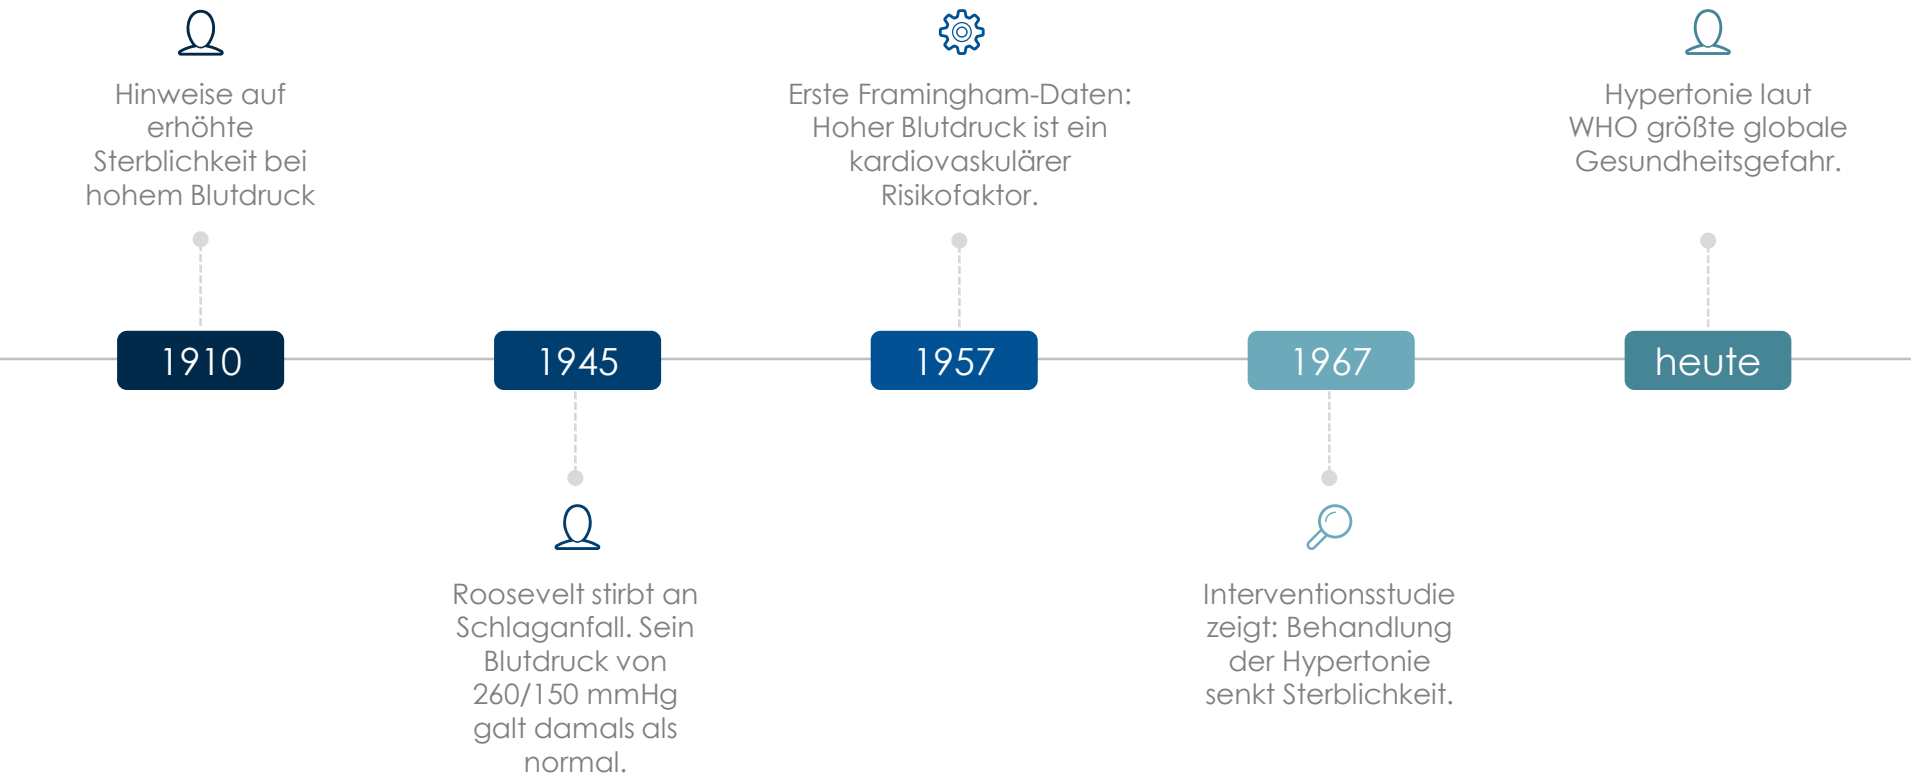 Hinweise auf
erhöhte
Sterblichkeit bei
hohem Blutdruck
Erste Framingham-Daten:
Hoher Blutdruck ist ein
kardiovaskulärer
Risikofaktor.
Hypertonie laut
WHO größte globale
Gesundheitsgefahr.
1910
1945
1957
1967
heute
Roosevelt stirbt an
Schlaganfall. Sein
Blutdruck von
260/150 mmHg
galt damals als
normal.
Interventionsstudie
zeigt: Behandlung
der Hypertonie
senkt Sterblichkeit.